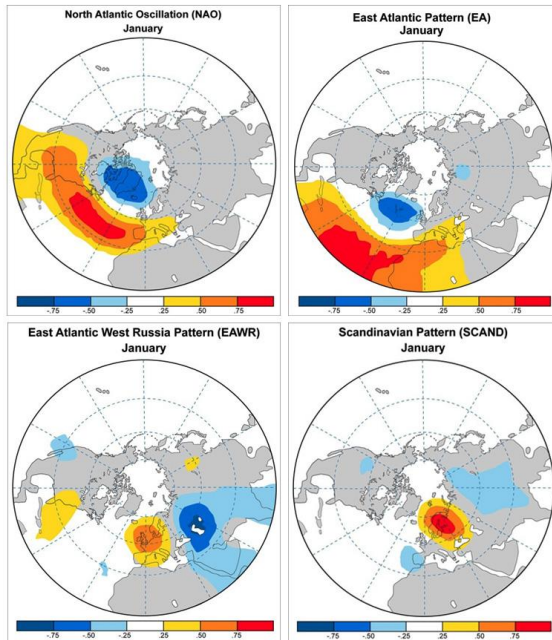 North Atlantic Oscillation (NAO)
January
-.75 -.50 -.25 .25 .50 .75
East Atlantic Pattern (EA)
January
-.75 -.50 -.25 .25 .50 .75
East Atlantic West Russia Pattern (EAWR)
January
-.75 -.50 -.25 .25 .50 .75
Scandinavian Pattern (SCAND)
January
-.75 -.50 -.25 .25 .50 .75